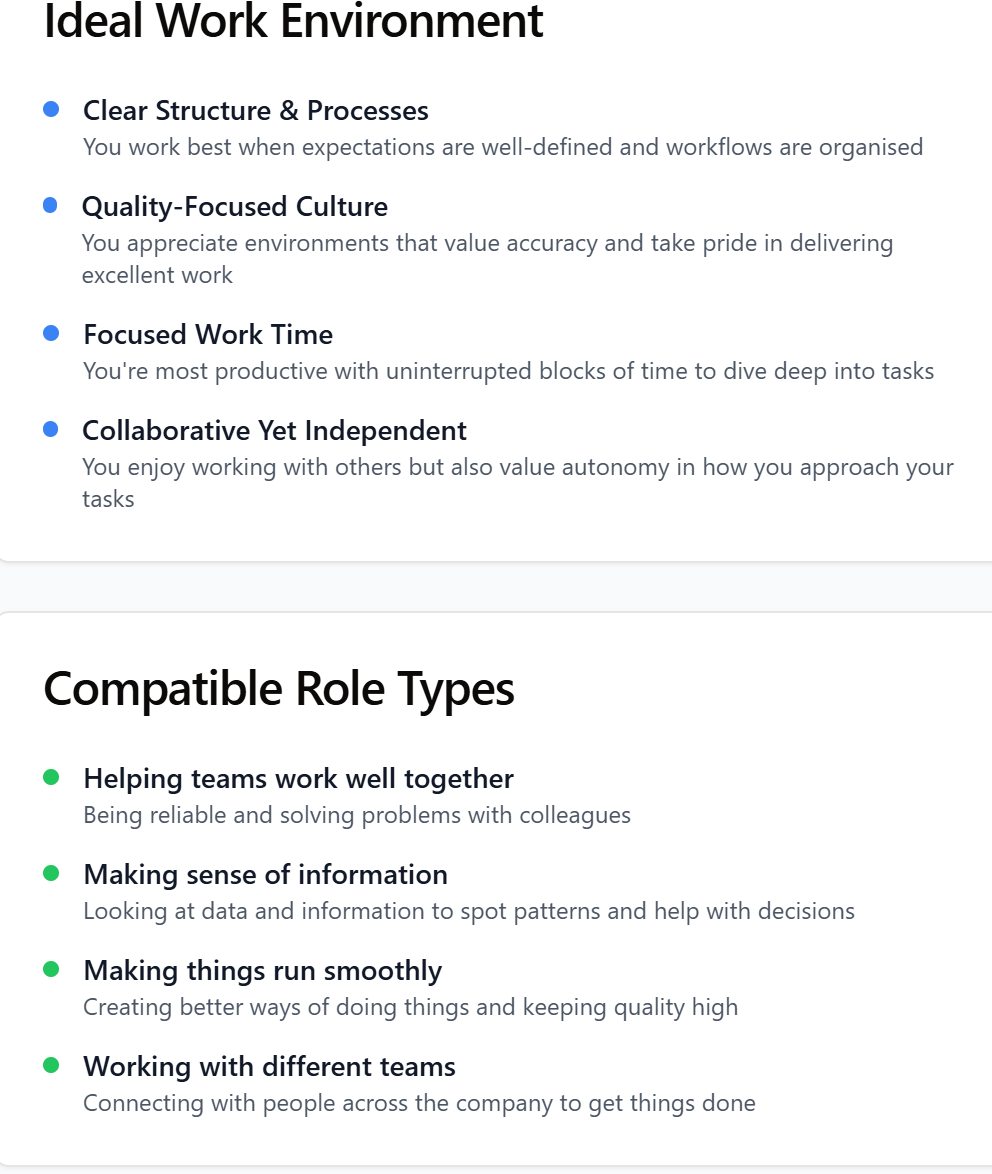 Ideal Work Environment
Clear Structure & Processes
You work best when expectations are well-defined and workflows are organised
Quality-Focused Culture
You appreciate environments that value accuracy and take pride in delivering
excellent work
Focused Work Time
You're most productive with uninterrupted blocks of time to dive deep into tasks
Collaborative Yet Independent
You enjoy working with others but also value autonomy in how you approach your
tasks
Compatible Role Types
Helping teams work well together
Being reliable and solving problems with colleagues
Making sense of information
Looking at data and information to spot patterns and help with decisions
Making things run smoothly
Creating better ways of doing things and keeping quality high
Working with different teams
Connecting with people across the company to get things done